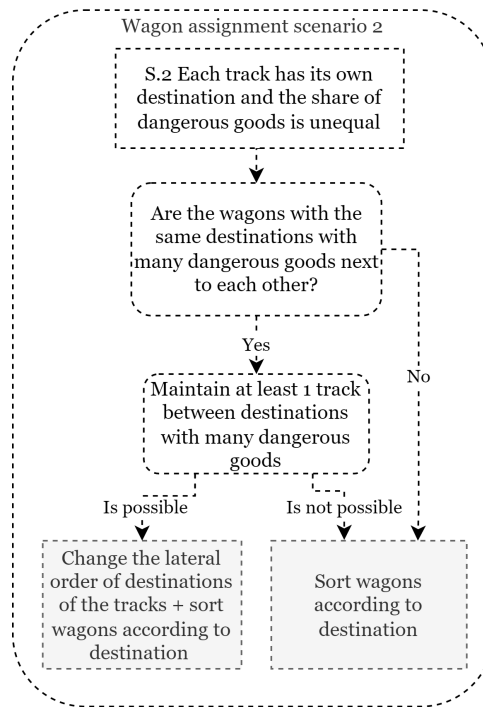 Wagon assignment scenario 2
S.2 Each track has its own
destination and the share of
dangerous goods is unequal
Are the wagons with the
same destinations with
many dangerous goods next
to each other?
Yes
No
Maintain at least 1 track
between destinations
with many dangerous
goods
Is possible
Is not possible
Change the lateral
order of destinations
of the tracks + sort
wagons according to
destination
Sort wagons
according to
destination